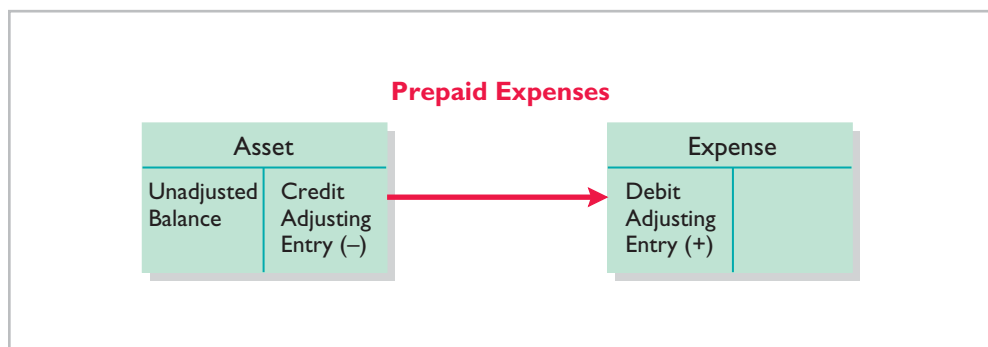 Prepaid Expenses
Asset
Unadjusted
Balance
Credit
Adjusting
Entry (–)
Expense
Debit
Adjusting
Entry (+)